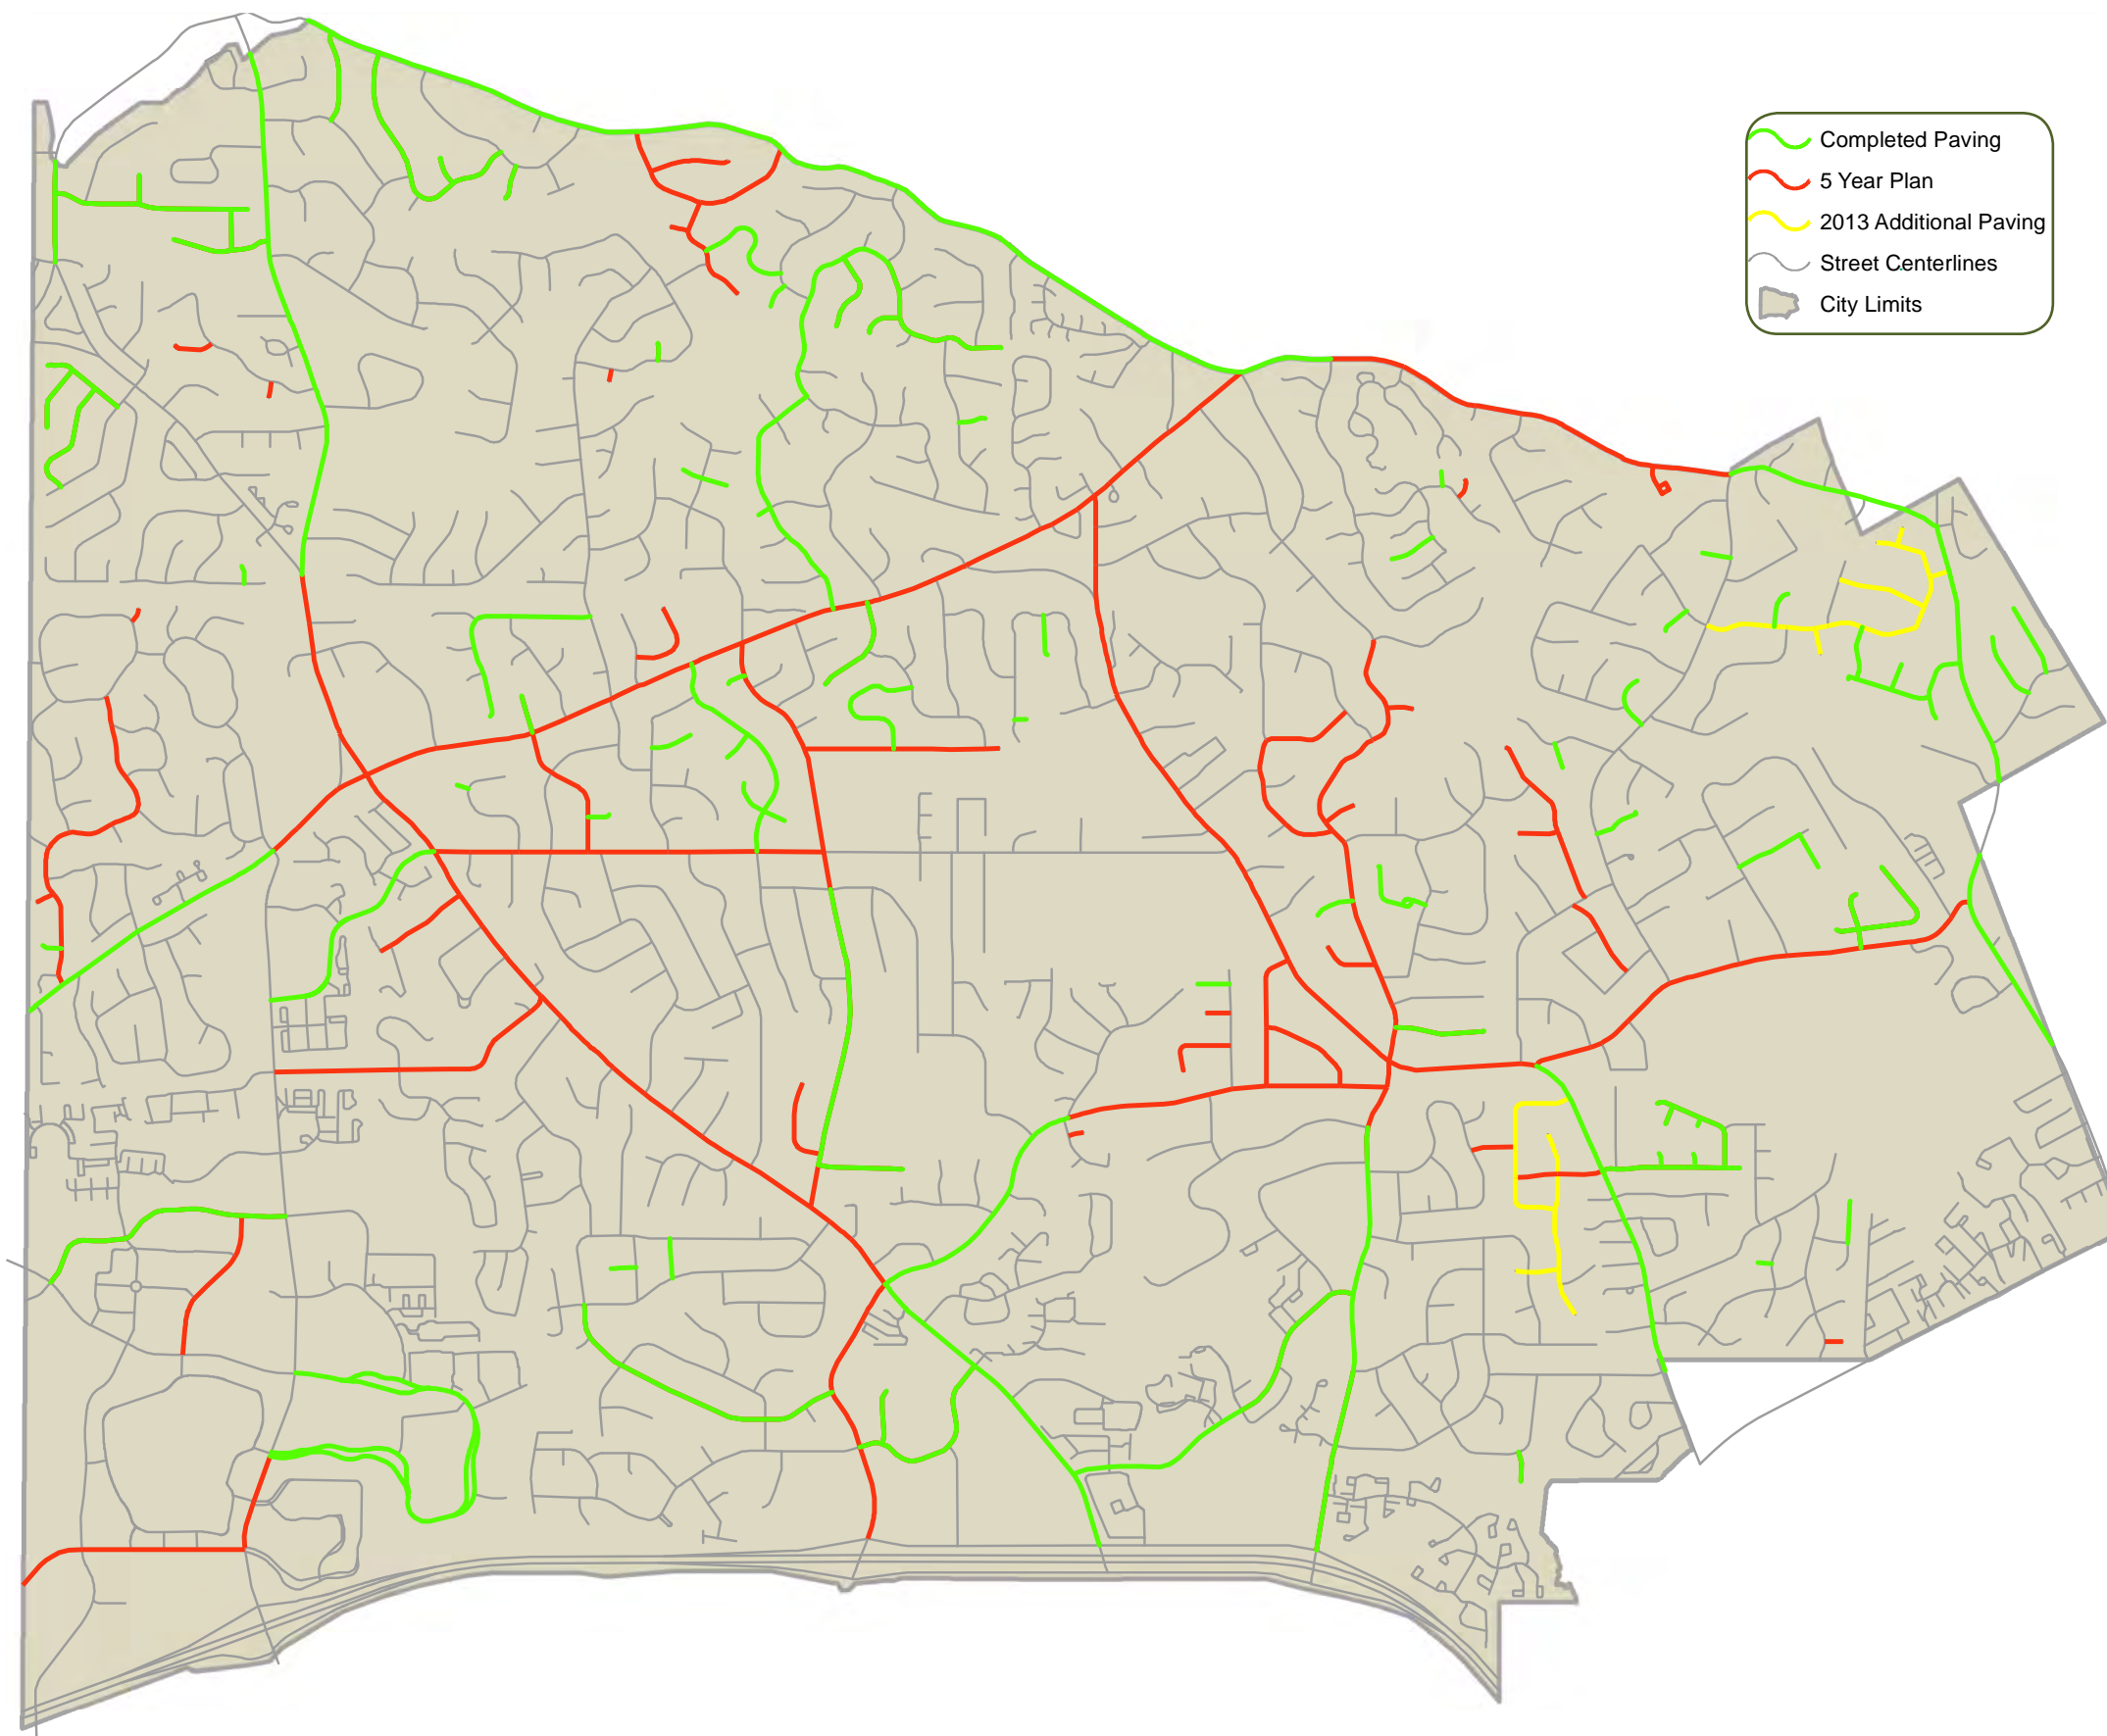 Completed Paving
5 Year Plan
2013 Additional Paving
Street Centerlines
City Limits